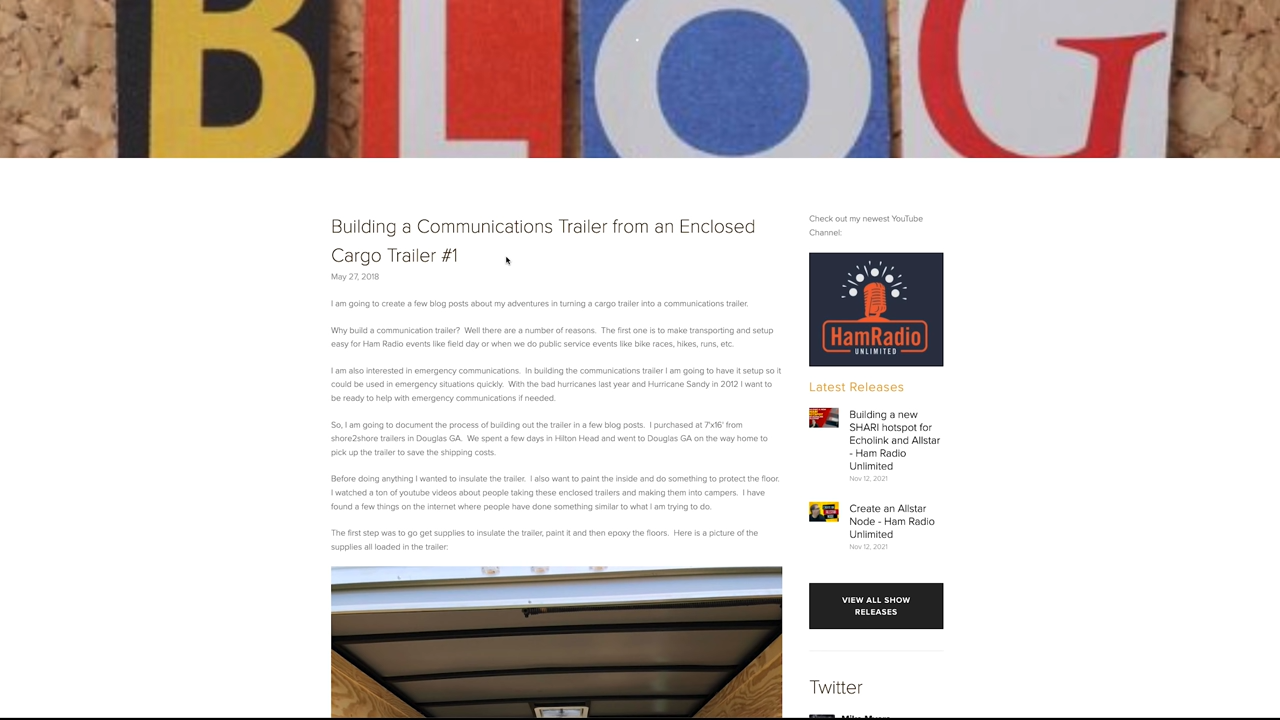 BLOG
Building a Communications Trailer from an Enclosed
Cargo Trailer #1
May 27, 2018
I am going to create a few blog posts about my adventures in turning a cargo trailer into a communications trailer.
Why build a communication trailer?  Well there are a number of reasons.  The first one is to make transporting and setup
easy for Ham Radio events like field day or when we do public service events like bike races, hikes, runs, etc.
I am also interested in emergency communications.  In building the communications trailer I am going to have it setup so it
could be used in emergency situations quickly.  With the bad hurricanes last year and Hurricane Sandy in 2012 I want to
be ready to help with emergency communications if needed.
So, I am going to document the process of building out the trailer in a few blog posts.  I purchased at 7'x16' from
shore2shore trailers in Douglas GA.  We spent a few days in Hilton Head and went to Douglas GA on the way home to
pick up the trailer to save the shipping costs.
Before doing anything I wanted to insulate the trailer.  I also want to paint the inside and do something to protect the floor.
I watched a ton of youtube videos about people taking these enclosed trailers and making them into campers.  I have
found a few things on the internet where people have done something similar to what I am trying to do.
The first step was to go get supplies to insulate the trailer, paint it and then epoxy the floors.  Here is a picture of the
supplies all loaded in the trailer:
Check out my newest YouTube
Channel:
HamRadio
UNLIMITED
Latest Releases
Building a new
SHARI hotspot for
Echolink and Allstar
- Ham Radio
Unlimited
Nov 12, 2021
Create an Allstar
Node - Ham Radio
Unlimited
Nov 12, 2021
VIEW ALL SHOW
RELEASES
Twitter